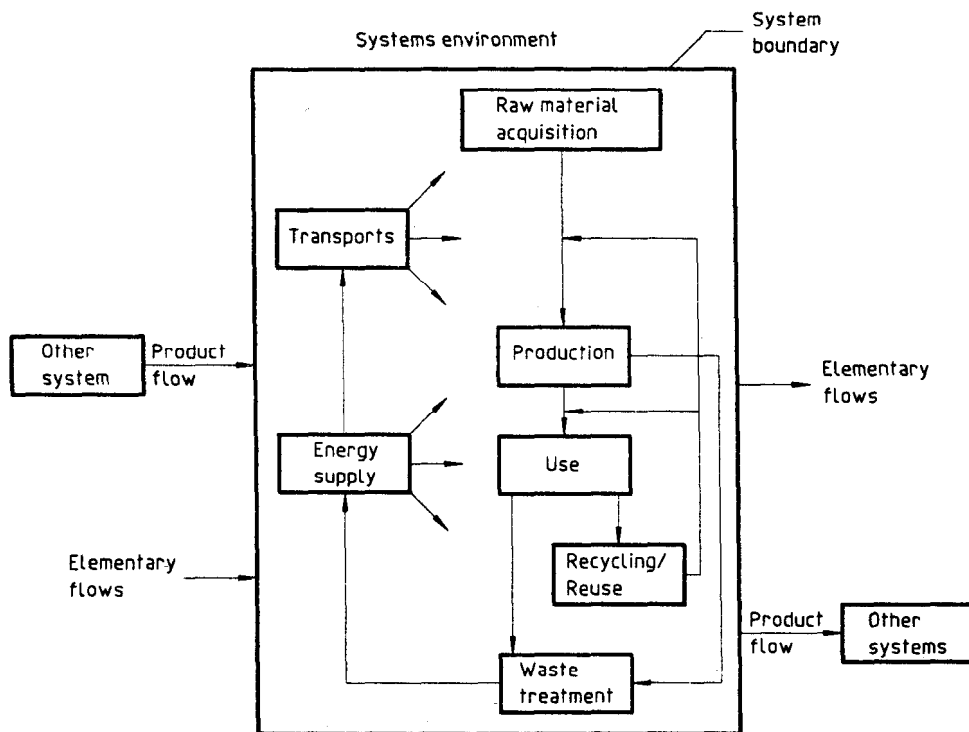 System
boundary
Systems environment
Raw material
acquisition
Transports
Other
system
Product
flow
Production
Elementary
flows
Energy
supply
Use
Elementary
flows
Recycling/
Reuse
Product
flow
Other
systems
Waste
treatment